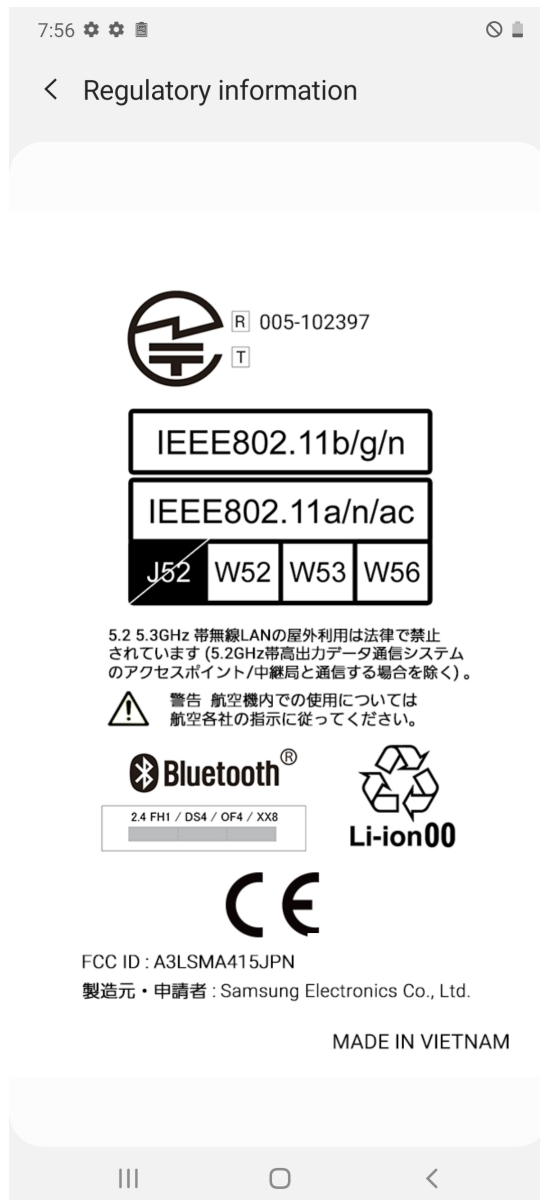 7:56
Regulatory information
R 005-102397
T
IEEE802.11b/g/n
IEEE802.11a/n/ac
J52 W52 W53 W56
5.2 5.3GHz 帯無線LANの屋外利用は法律で禁止
されています (5.2GHz帯高出力データ通信システム
のアクセスポイント/中継局と通信する場合を除く) 。
警告 航空機内での使用については
航空各社の指示に従ってください。
Bluetooth®
2.4 FH1 / DS4 / OF4 / XX8
Li-ion00
CE
FCC ID : A3LSMA415JPN
製造元・申請者 : Samsung Electronics Co., Ltd.
MADE IN VIETNAM